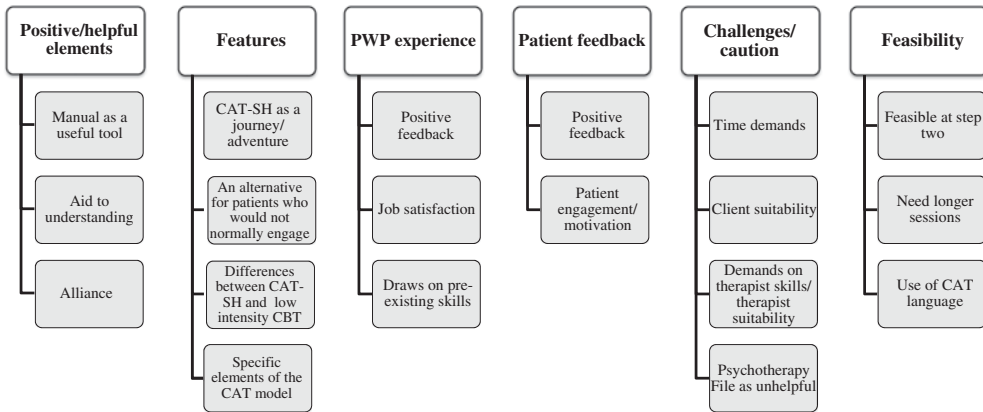 Positive/helpful
elements
Manual as a
useful tool
Aid to
understanding
Alliance
Features
CAT-SH as a
journey/
adventure
An alternative
for patients who
would not
normally engage
Differences
between CAT-
SH and low
intensity CBT
Specific
elements of the
CAT model
PWP experience
Positive
feedback
Job satisfaction
Draws on pre-
existing skills
Patient feedback
Positive
feedback
Patient
engagement/
motivation
Challenges/
caution
Time demands
Client suitability
Demands on
therapist skills/
therapist
suitability
Psychotherapy
File as unhelpful
Feasibility
Feasible at step
two
Need longer
sessions
Use of CAT
language